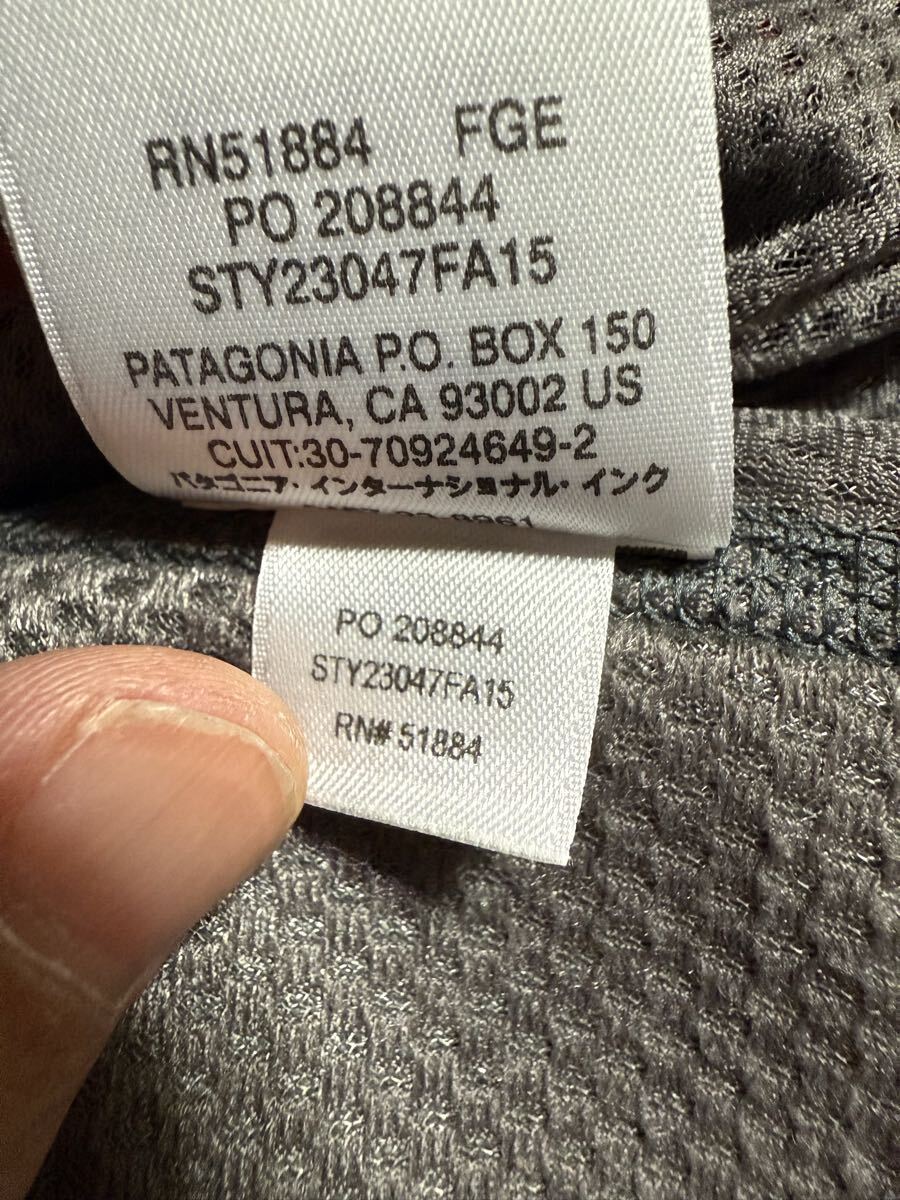 RN51884 FGE
PO 208844
STY23047FA15
PATAGONIA P.O. BOX 150
VENTURA, CA 93002 US
CUIT:30-70924649-2
パタゴニア・インターナショナル・インク
PO 208844
STY23047FA15
RN# 51884